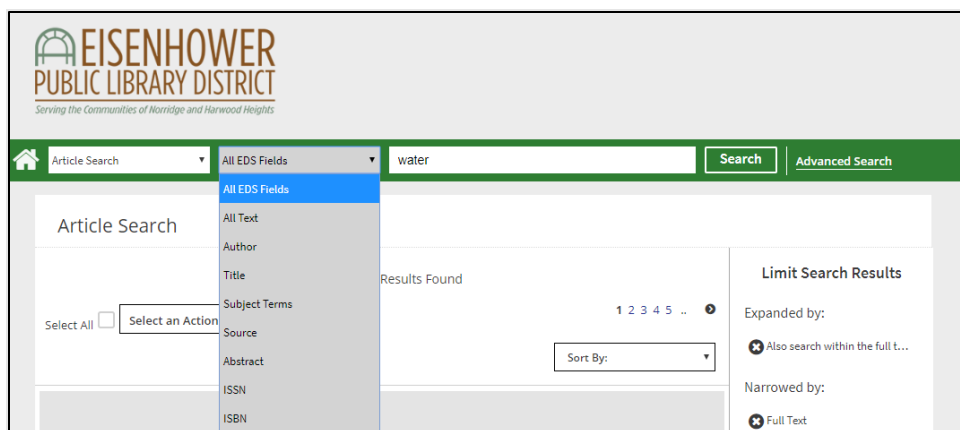 EISENHOWER
PUBLIC LIBRARY DISTRICT
Serving the Communities of Norridge and Harwood Heights
Article Search
All EDS Fields
water
Search
Advanced Search
All EDS Fields
All Text
Author
Title
Subject Terms
Source
Abstract
ISSN
ISBN
Article Search
Results Found
Select All
Select an Action
1 2 3 4 5 ..
Sort By:
Limit Search Results
Expanded by:
Also search within the full t...
Narrowed by:
Full Text